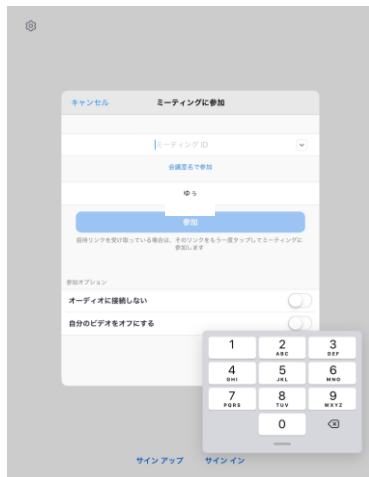 キャンセル ミーティングに参加
ミーティング ID
会議室名で参加
ゆぅ
参加
招待リンクを受け取っている場合は、そのリンクをもう一度タップしてミーティングに
参加します
参加オプション
オーディオに接続しない
自分のビデオをオフにする
1 2 3
ABC DEF
4 5 6
GHI JKL MNO
7 8 9
PQRS TUV WXYZ
0
サイン アップ サイン イン